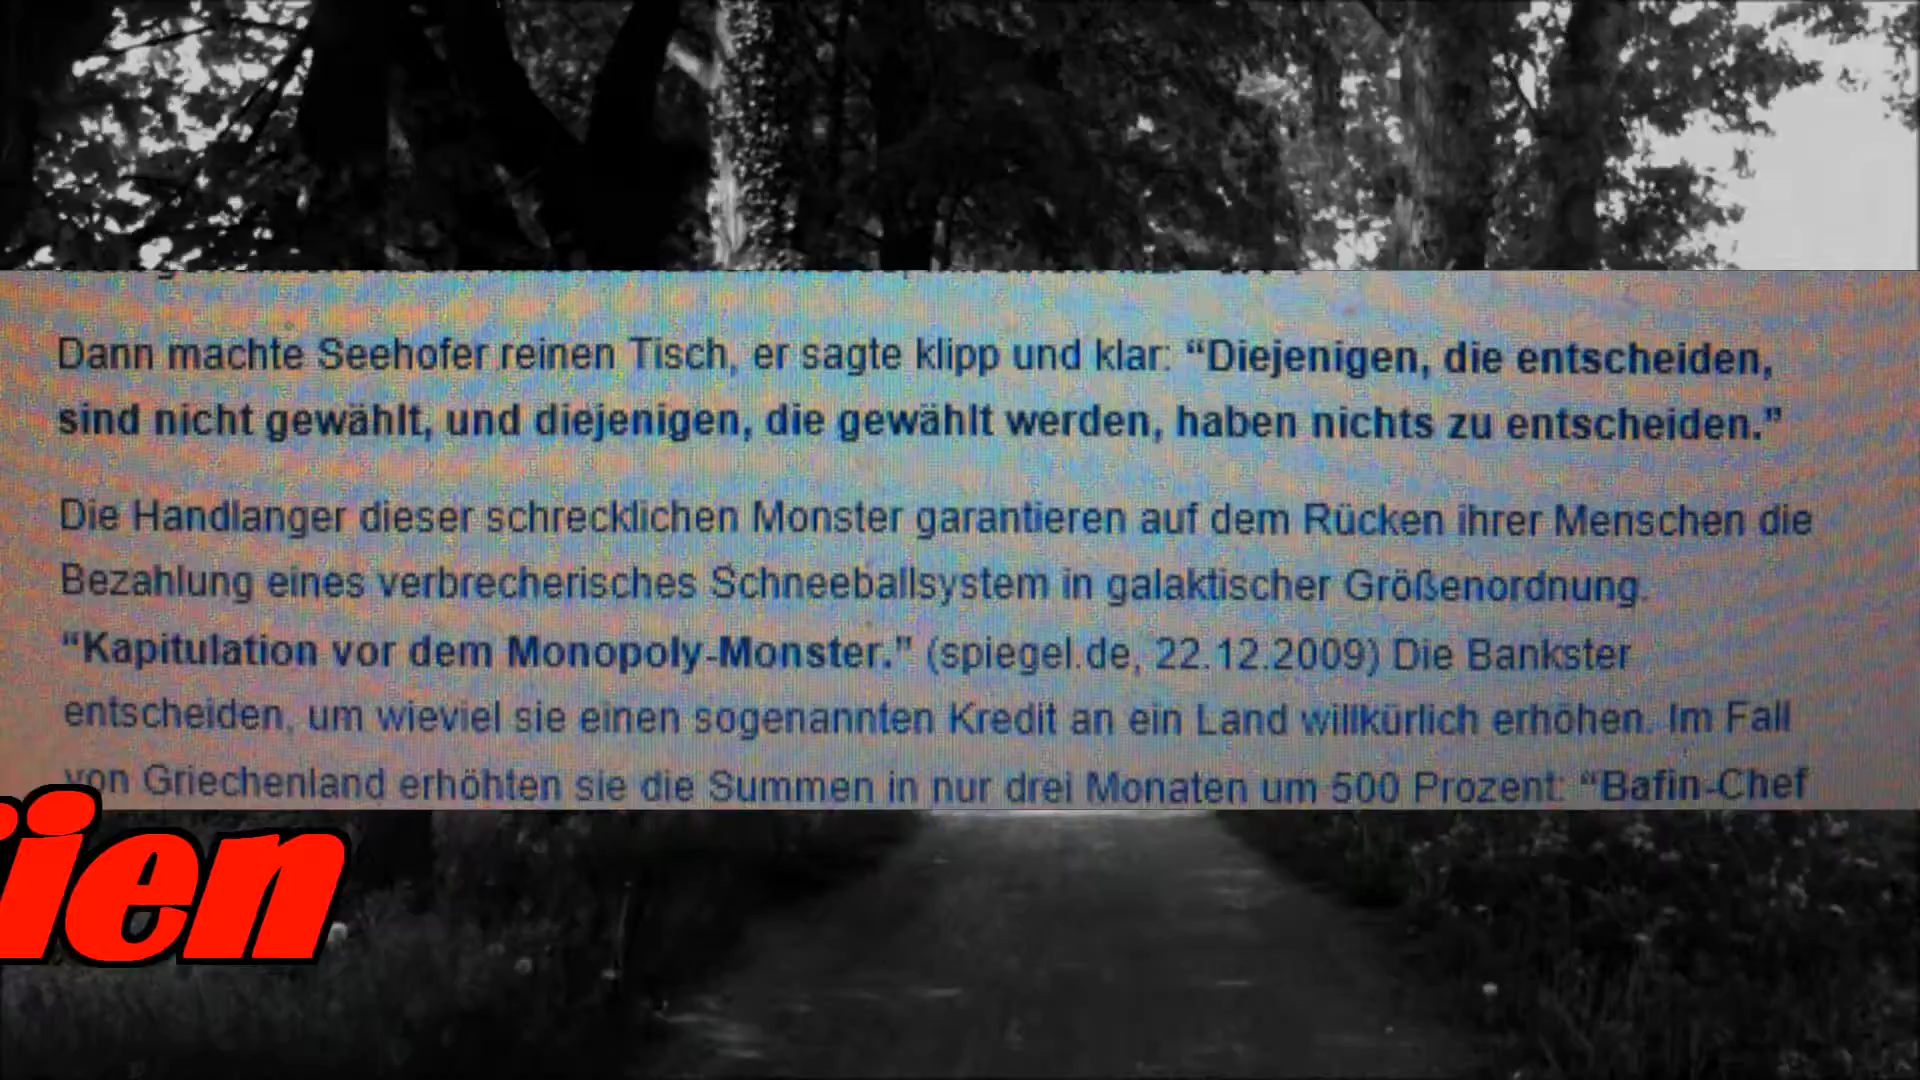 Dann machte Seehofer reinen Tisch, er sagte klipp und klar: “Diejenigen, die entscheiden,
sind nicht gewählt, und diejenigen, die gewählt werden, haben nichts zu entscheiden.”
Die Handlanger dieser schrecklichen Monster garantieren auf dem Rücken ihrer Menschen die
Bezahlung eines verbrecherisches Schneeballsystem in galaktischer Größenordnung.
“Kapitulation vor dem Monopoly-Monster.” (spiegel.de, 22.12.2009) Die Bankster
entscheiden, um wieviel sie einen sogenannten Kredit an ein Land willkürlich erhöhen. Im Fall
von Griechenland erhöhten sie die Summen in nur drei Monaten um 500 Prozent: “Bafin-Chef
ien